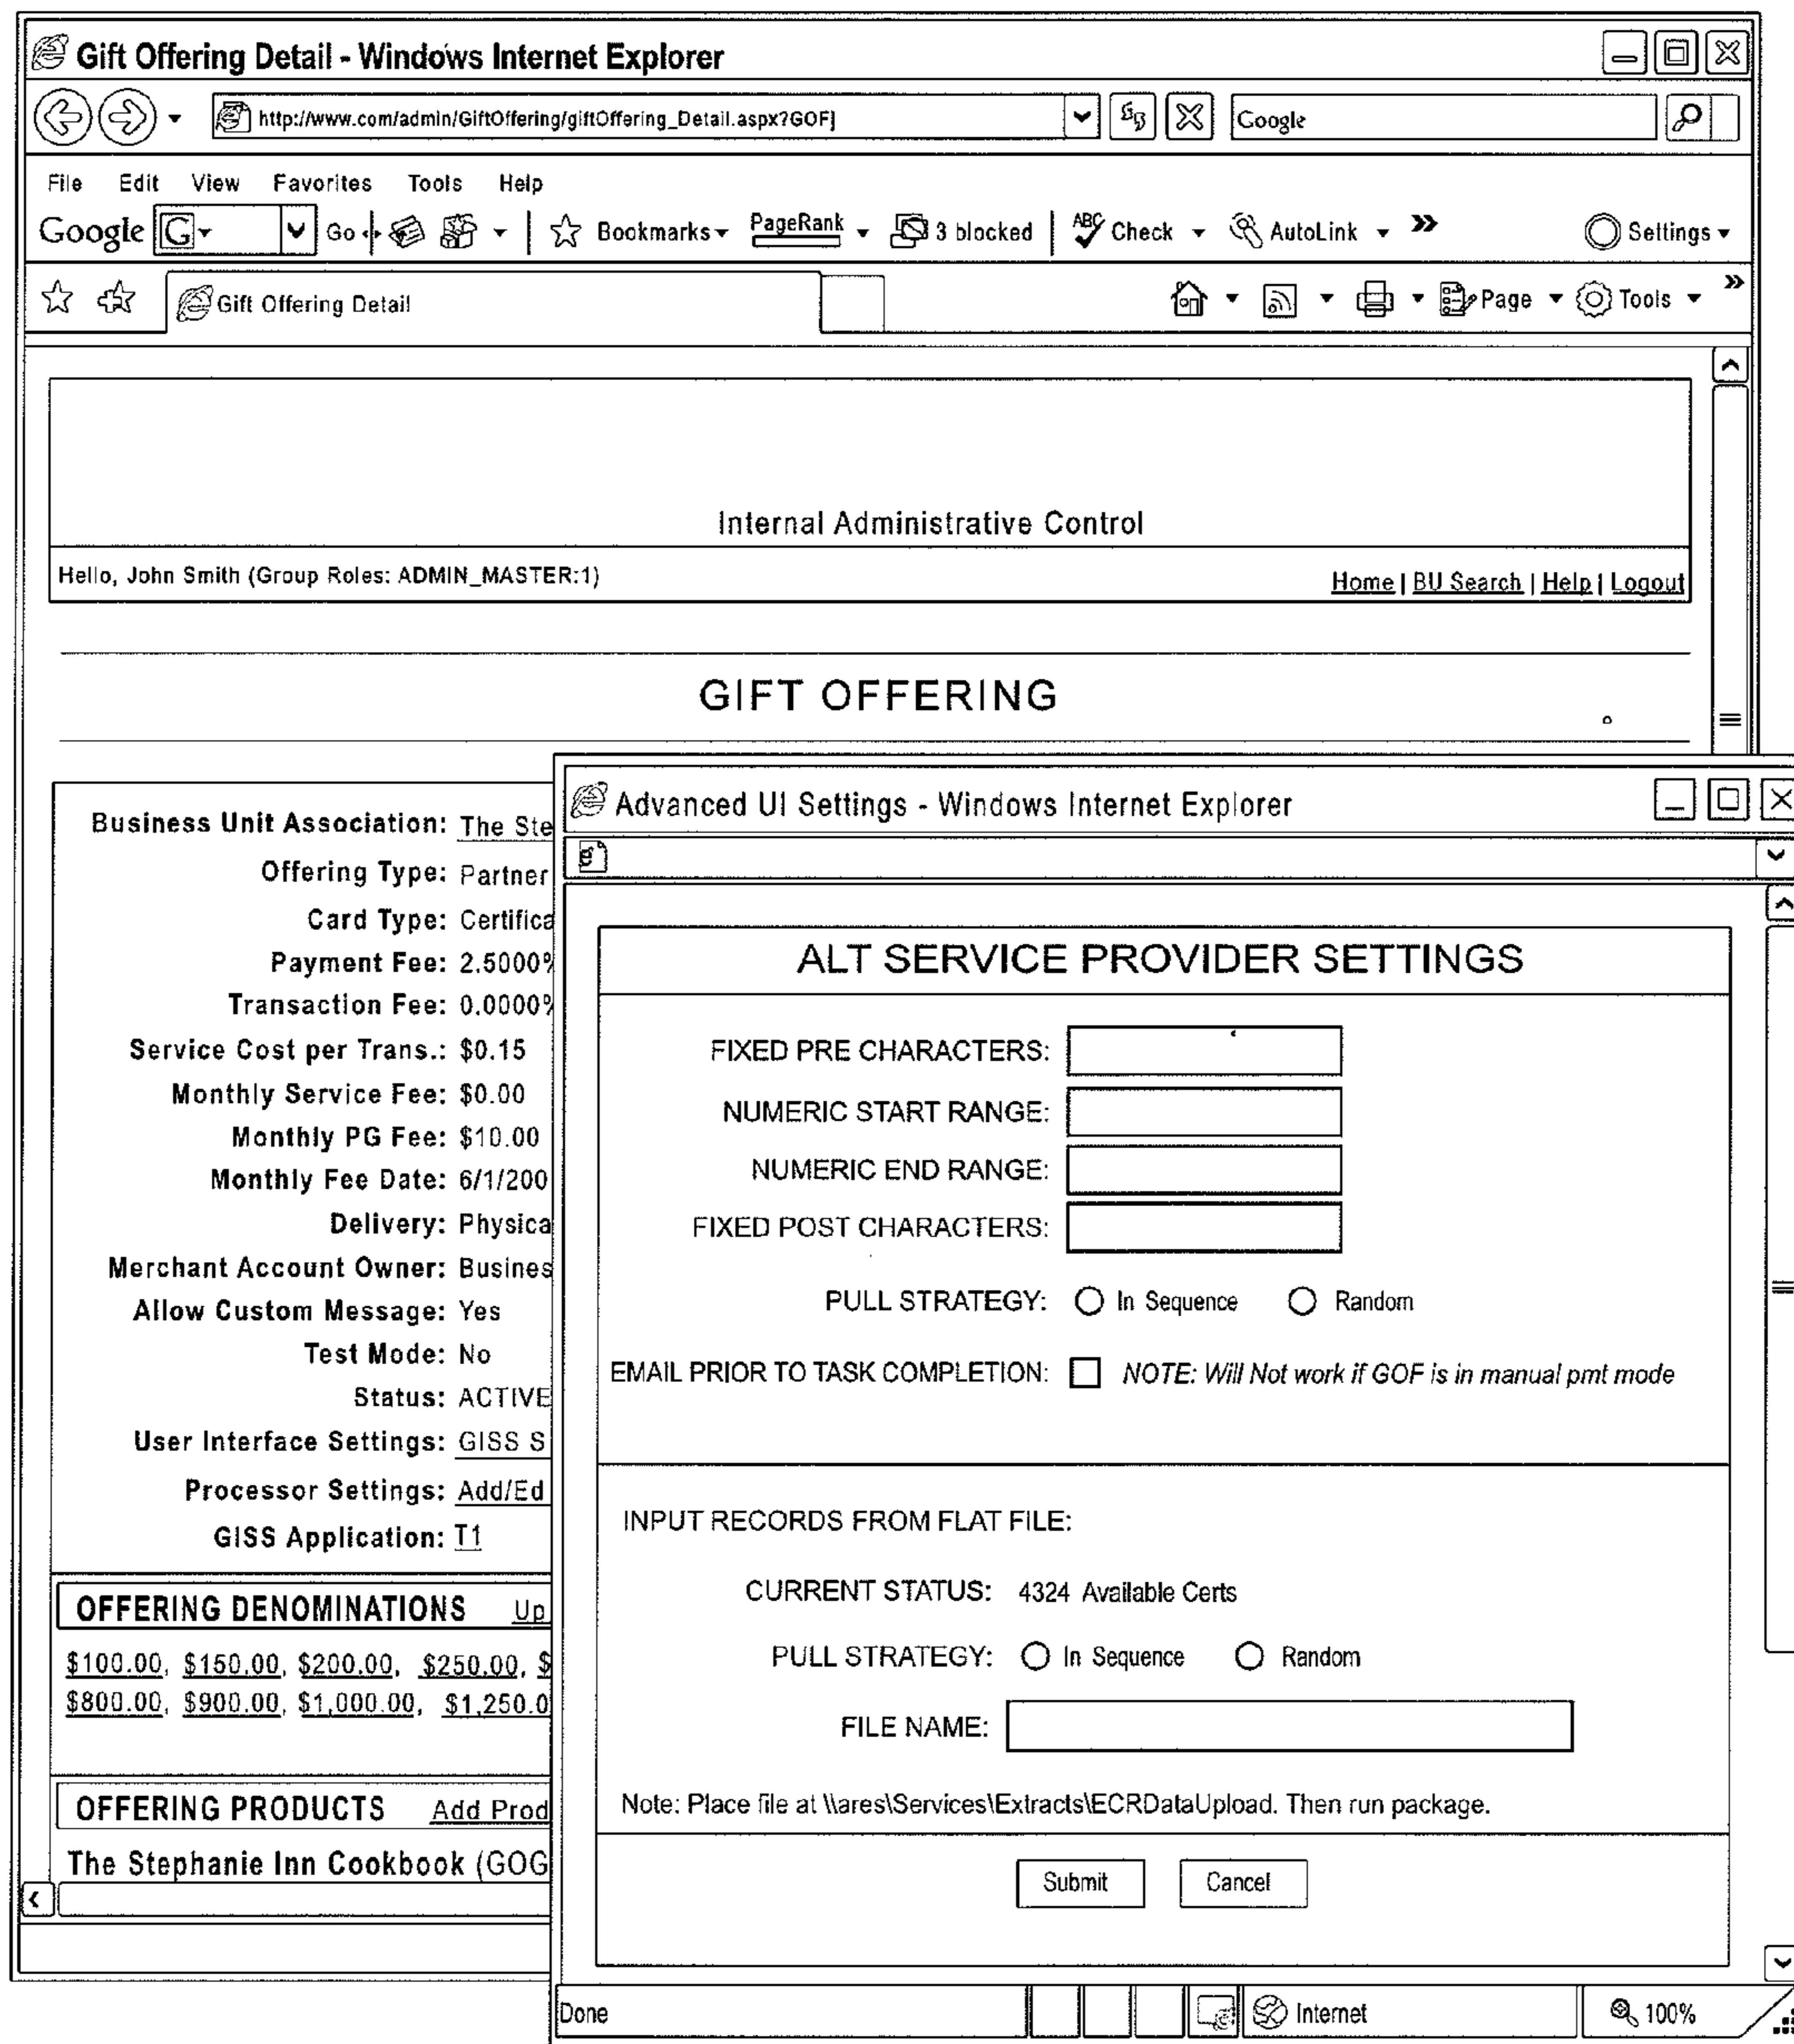 Gift Offering Detail - Windows Internet Explorer
http://www.com/admin/GiftOffering/giftOffering_Detail.aspx?GOF]
Google
File Edit View Favorites Tools Help
Google G Go Bookmarks PageRank 3 blocked ABC Check AutoLink » Settings
Gift Offering Detail
Page Tools »
Internal Administrative Control
Hello, John Smith (Group Roles: ADMIN_MASTER:1)
Home | BU Search | Help | Logout
GIFT OFFERING
Business Unit Association: The Ste
Offering Type: Partner
Card Type: Certifica
Payment Fee: 2.5000%
Transaction Fee: 0.0000%
Service Cost per Trans.: $0.15
Monthly Service Fee: $0.00
Monthly PG Fee: $10.00
Monthly Fee Date: 6/1/200
Delivery: Physica
Merchant Account Owner: Busines
Allow Custom Message: Yes
Test Mode: No
Status: ACTIVE
User Interface Settings: GISS S
Processor Settings: Add/Ed
GISS Application: T1
OFFERING DENOMINATIONS Up
$100.00, $150.00, $200.00, $250.00, $
$800.00, $900.00, $1,000.00, $1,250.0
OFFERING PRODUCTS Add Prod
The Stephanie Inn Cookbook (GOG
Advanced UI Settings - Windows Internet Explorer
ALT SERVICE PROVIDER SETTINGS
FIXED PRE CHARACTERS:
NUMERIC START RANGE:
NUMERIC END RANGE:
FIXED POST CHARACTERS:
PULL STRATEGY: In Sequence Random
EMAIL PRIOR TO TASK COMPLETION: NOTE: Will Not work if GOF is in manual pmt mode
INPUT RECORDS FROM FLAT FILE:
CURRENT STATUS: 4324 Available Certs
PULL STRATEGY: In Sequence Random
FILE NAME:
Note: Place file at \\ares\Services\Extracts\ECRDataUpload. Then run package.
Submit Cancel
Done Internet 100%